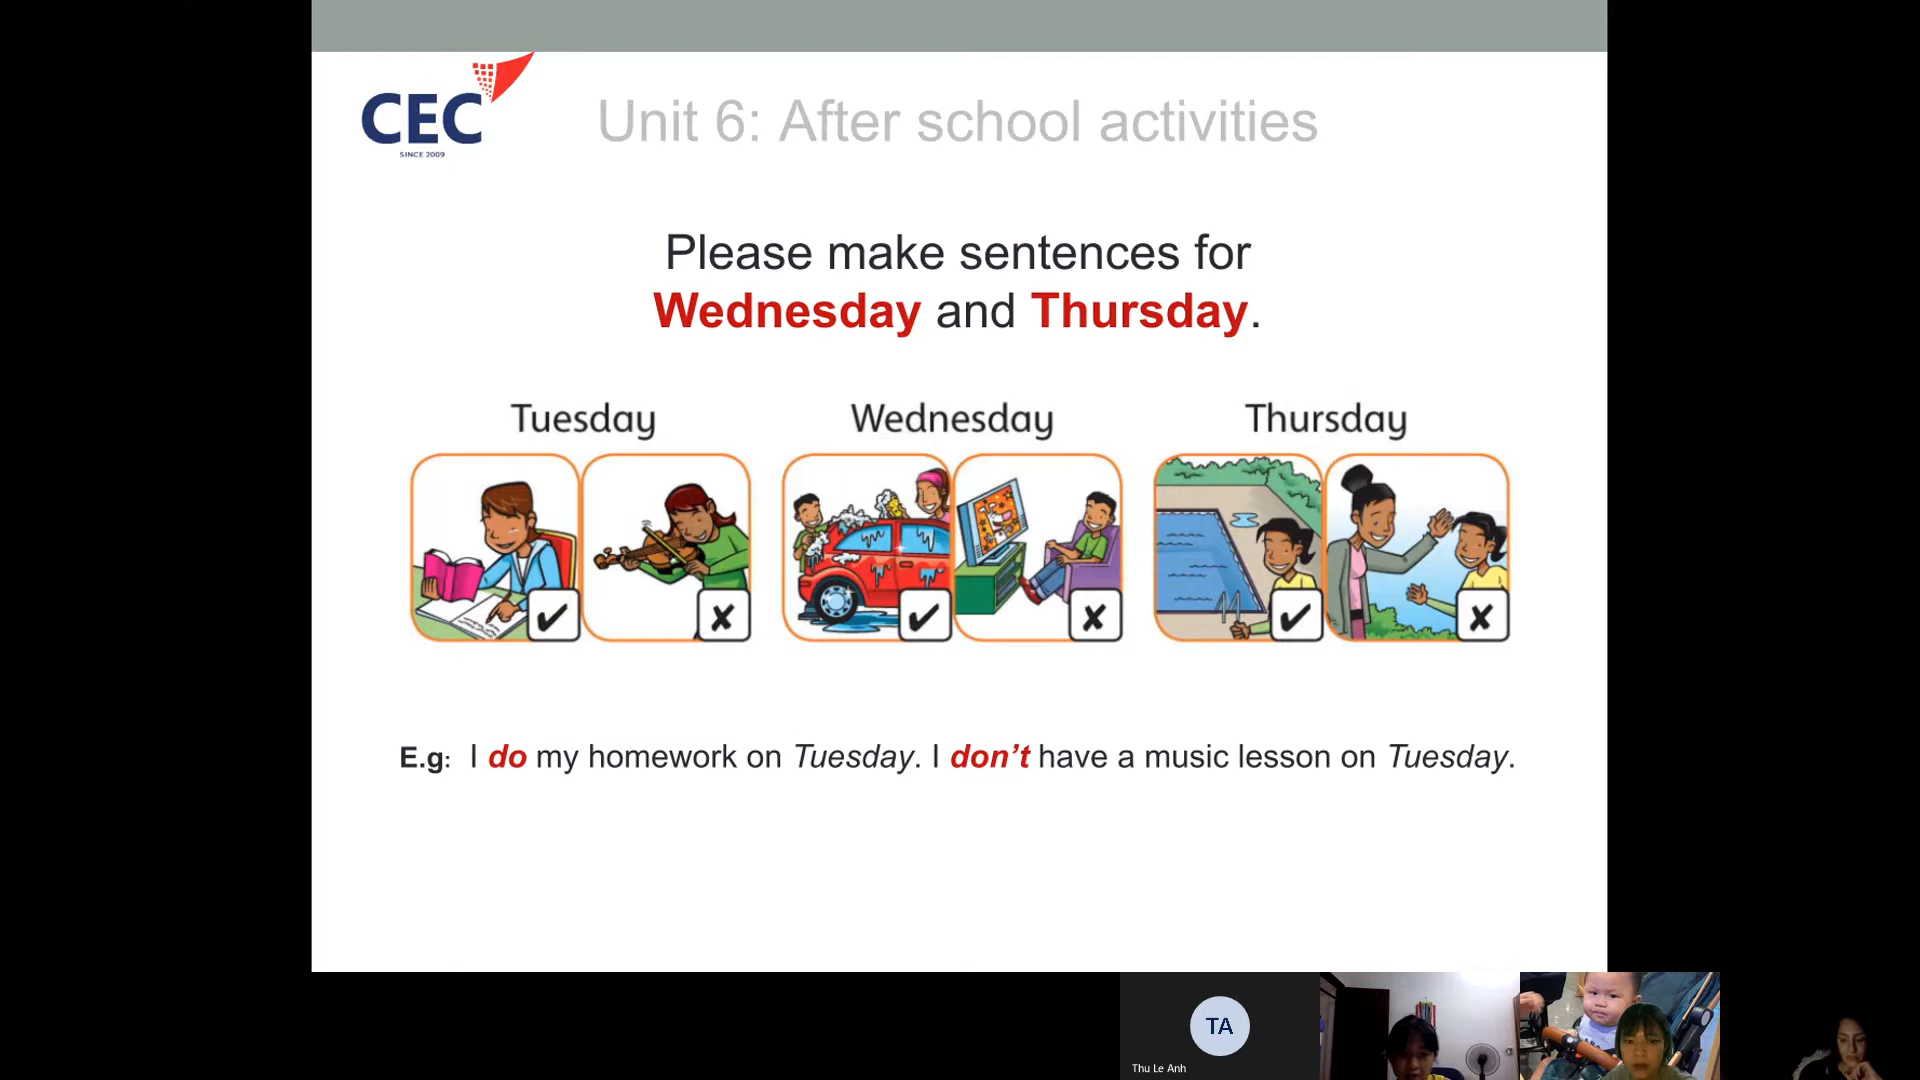 CEC
SINCE 2009
Unit 6: After school activities
Please make sentences for
Wednesday and Thursday.
Tuesday
Wednesday
Thursday
E.g: I do my homework on Tuesday. I don't have a music lesson on Tuesday.
TA
Thu Le Anh